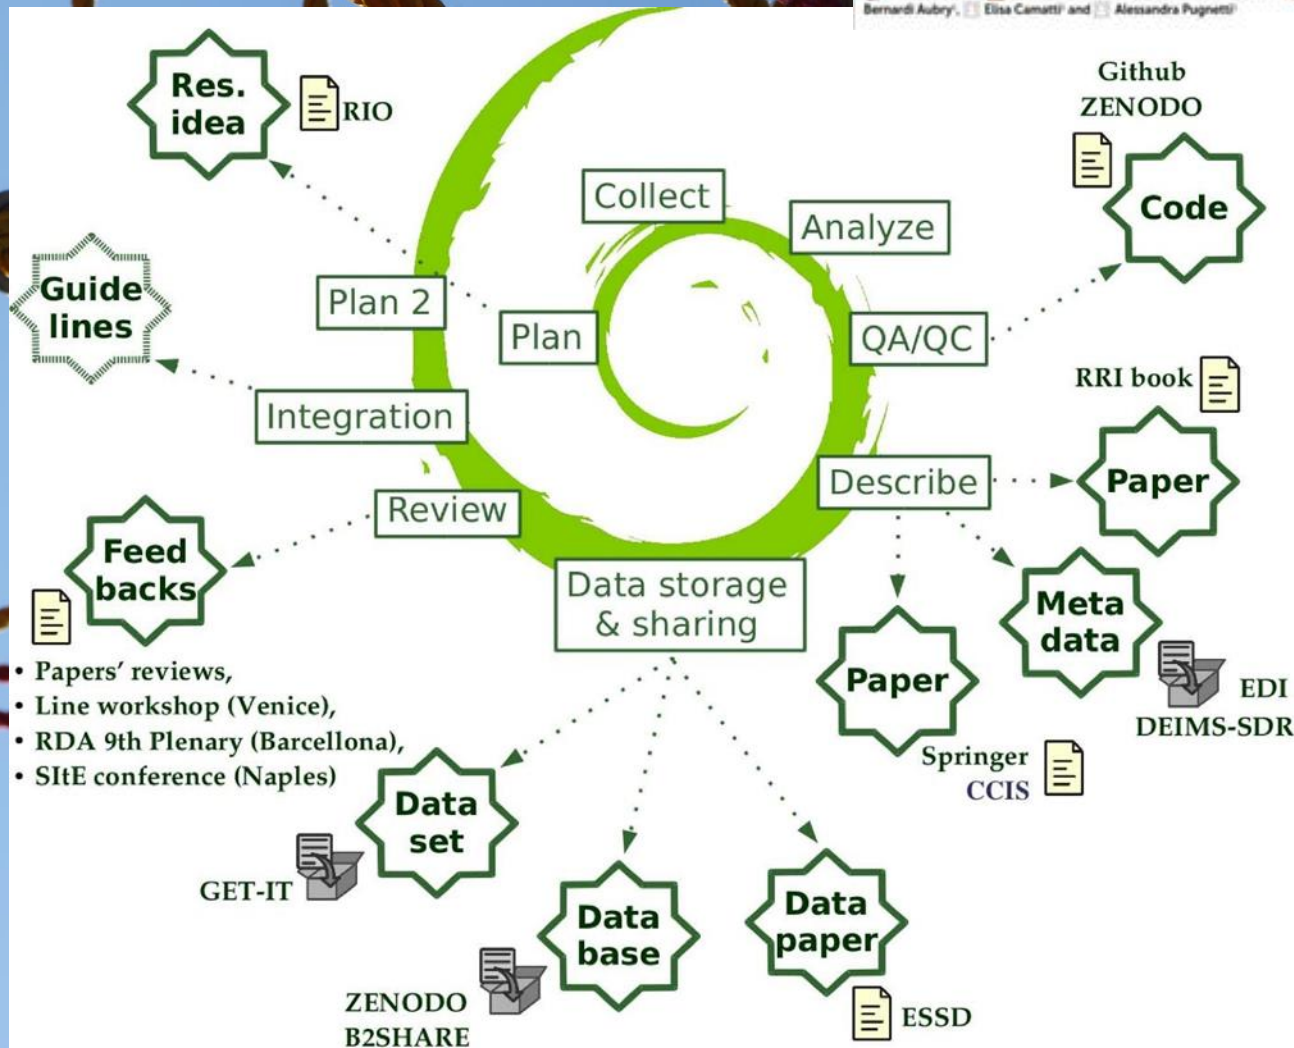 Bernardi Aubry, Elisa Camatti and Alessandra Pugnetti
Res.
idea
RIO
Github
ZENODO
Code
Collect
Analyze
Guide
lines
Plan 2
Plan
QA/QC
RRI book
Paper
Integration
Describe
Review
Feed
backs
Data storage
& sharing
Meta
data
Paper
EDI
DEIMS-SDR
• Papers' reviews,
• Line workshop (Venice),
• RDA 9th Plenary (Barcellona),
• SItE conference (Naples)
Springer
CCIS
Data
set
GET-IT
Data
base
Data
paper
ZENODO
B2SHARE
ESSD